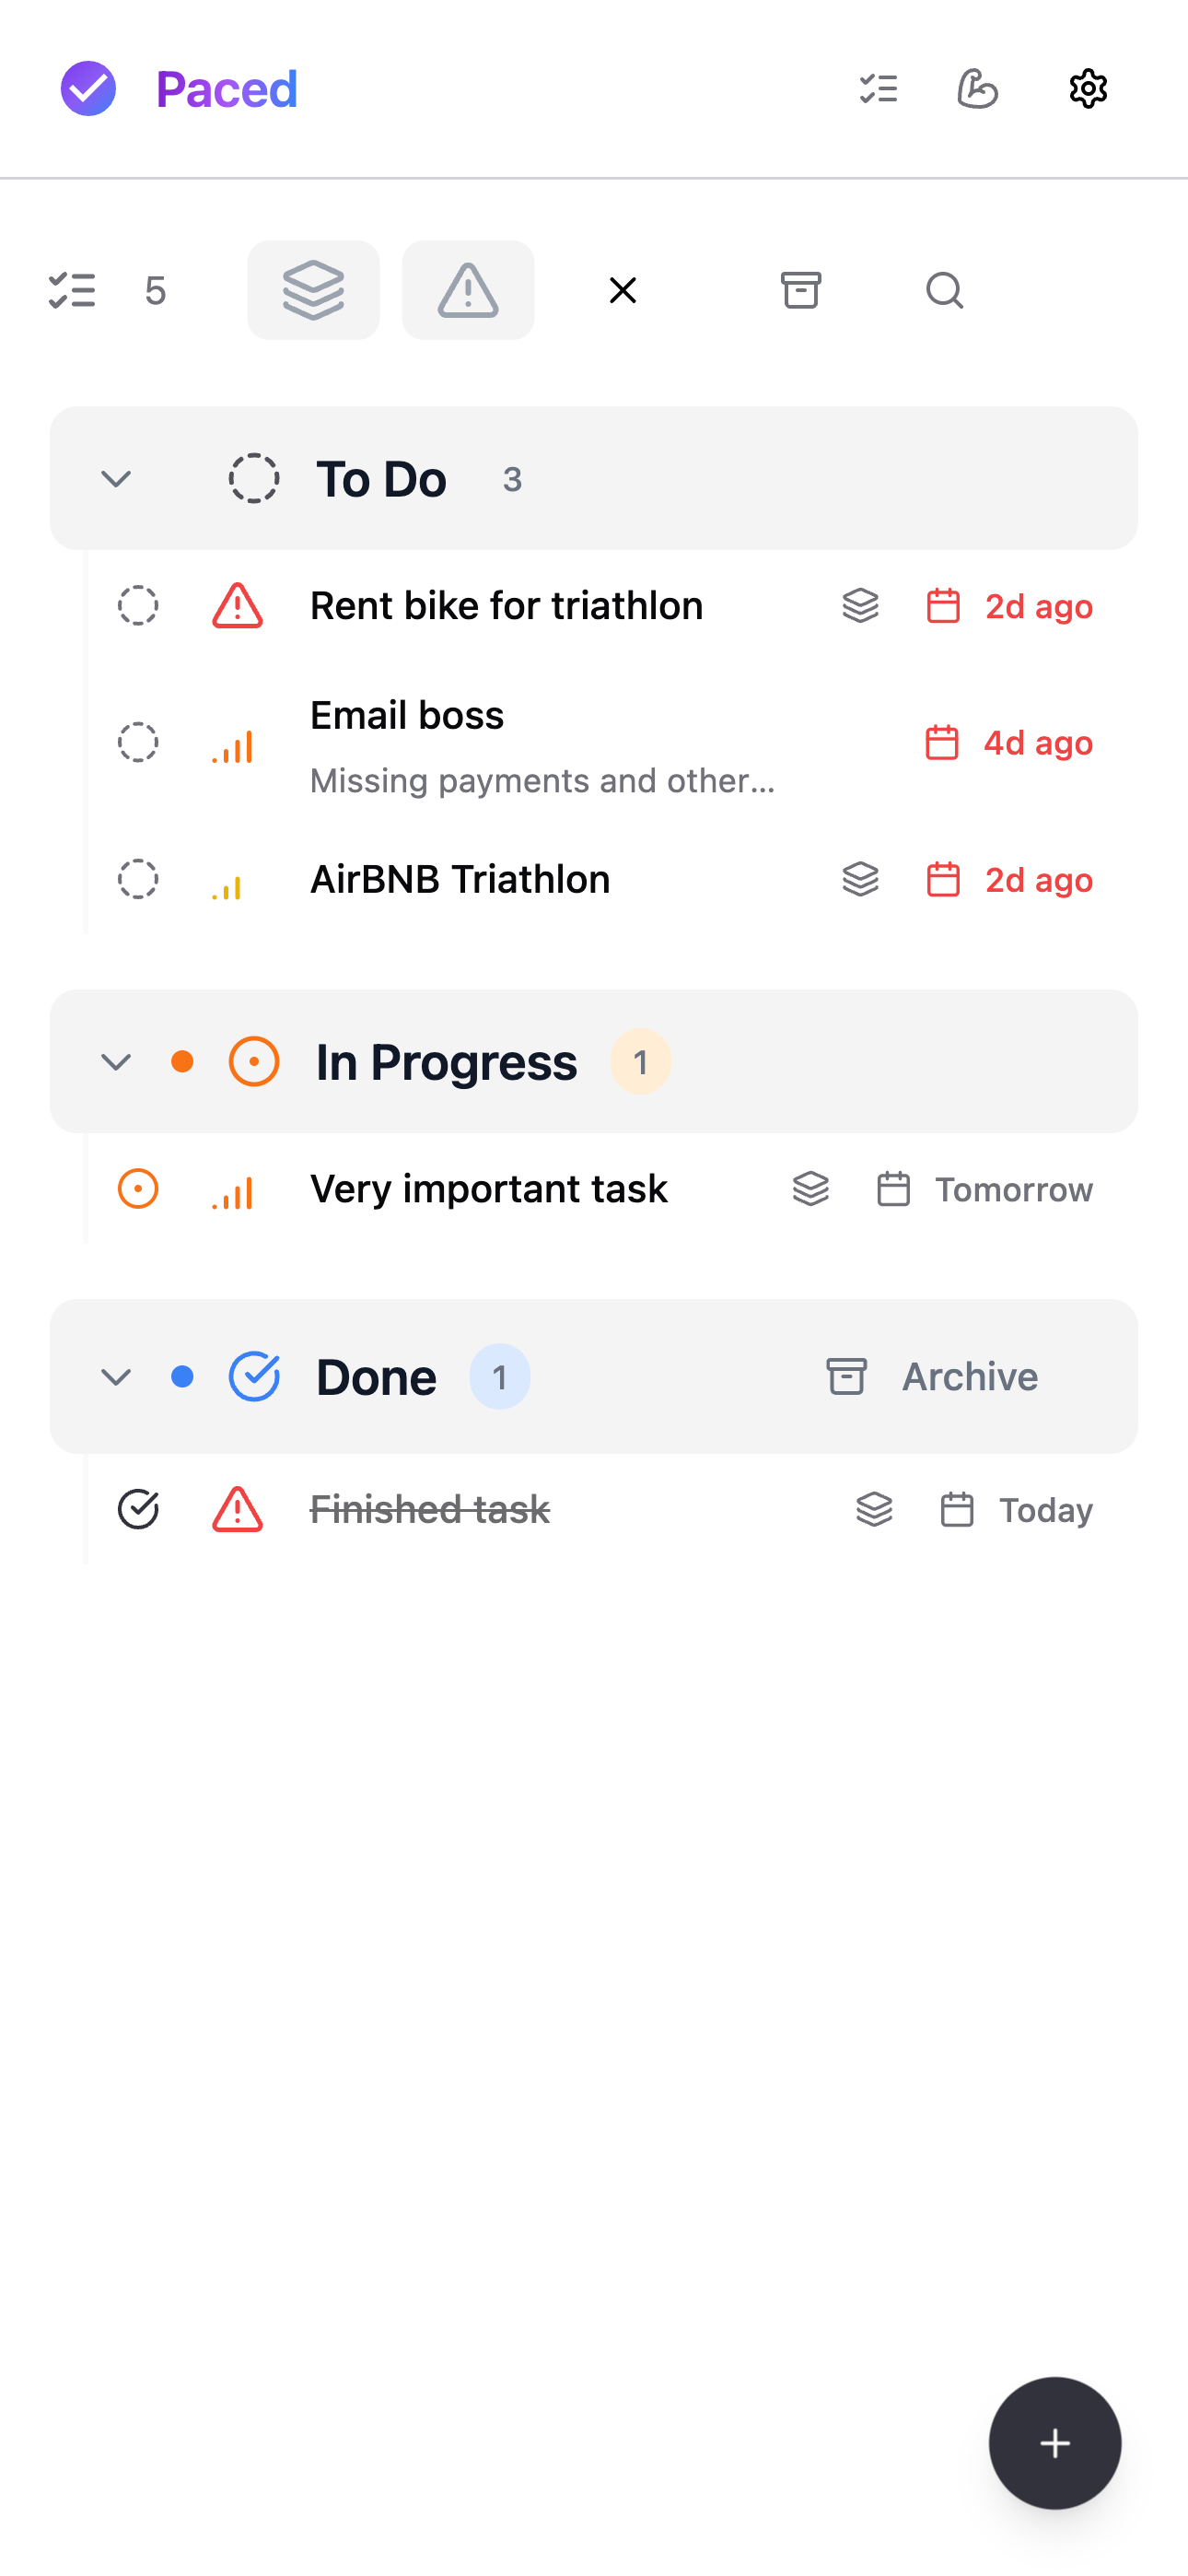 Paced
5
To Do 3
Rent bike for triathlon 2d ago
Email boss 4d ago
Missing payments and other...
AirBNB Triathlon 2d ago
In Progress 1
Very important task Tomorrow
Done 1 Archive
Finished task Today